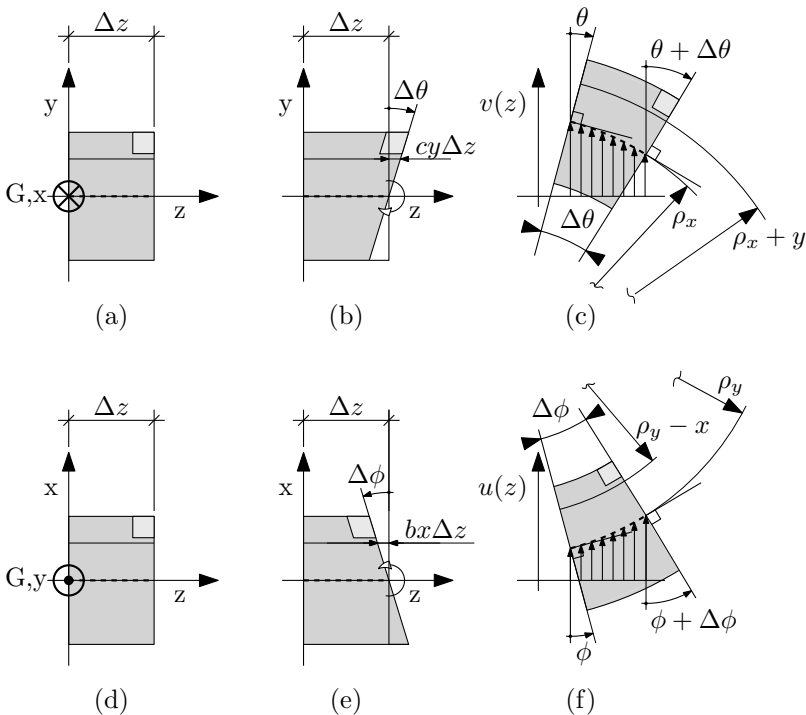 Δz
Δz
θ
θ + Δθ
y
y
Δθ
v(z)
cyΔz
G,x
z
z
Δθ
ρ_x
ρ_x + y
(a)
(b)
(c)
Δz
Δz
Δϕ
ρ_y − x
ρ_y
x
x
Δϕ
u(z)
bxΔz
G,y
z
z
ϕ
ϕ + Δϕ
(d)
(e)
(f)